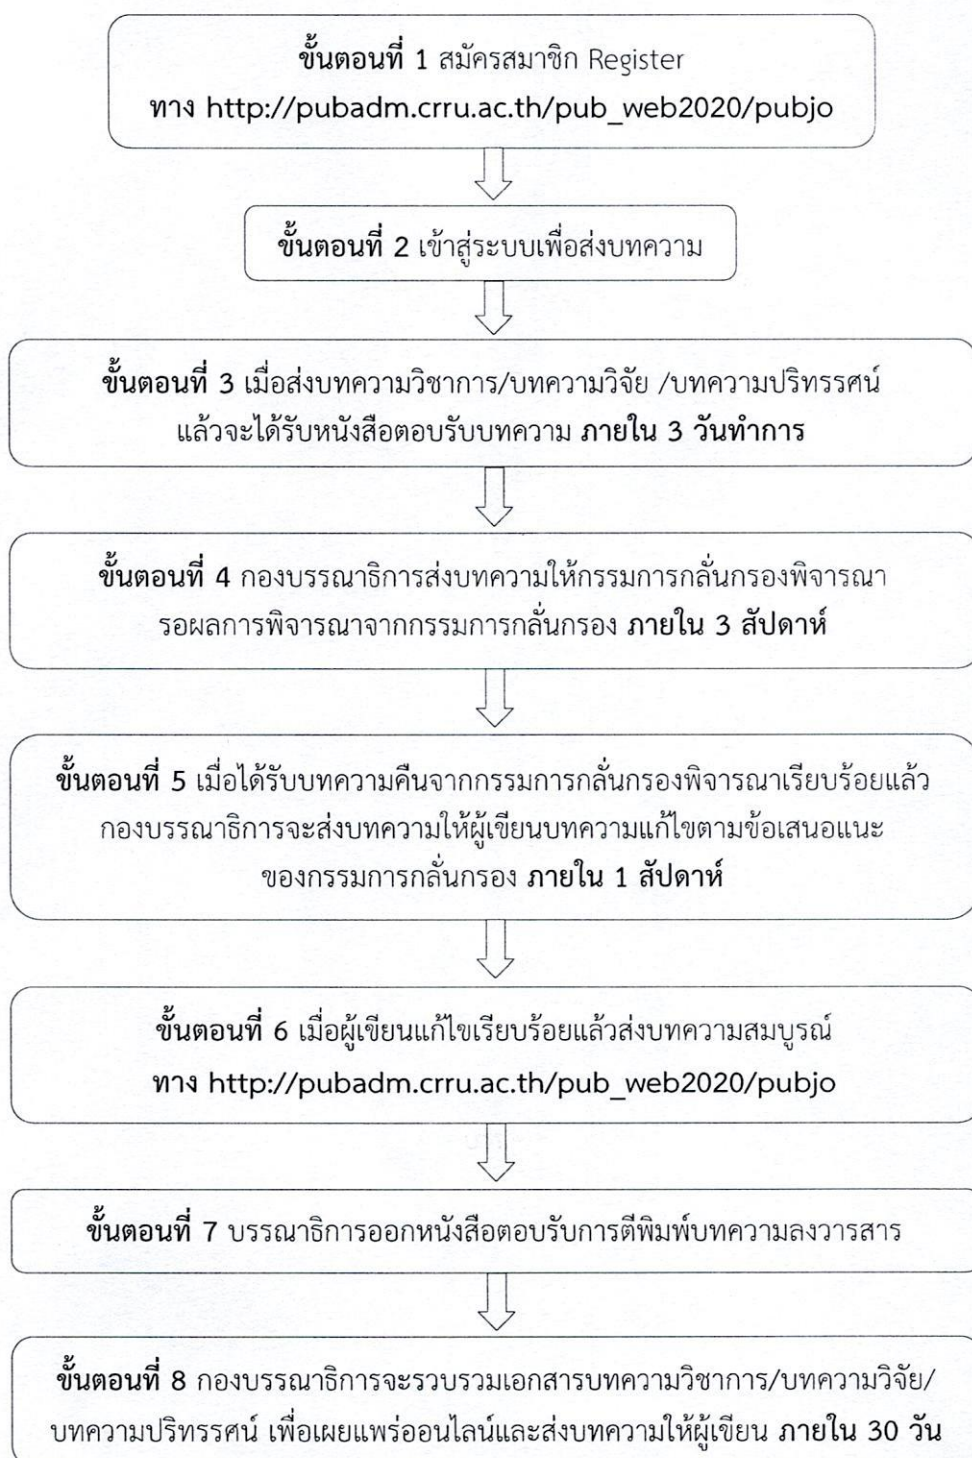 ขั้นตอนที่ 1 สมัครสมาชิก Register
ทาง http://pubadm.crru.ac.th/pub_web2020/pubjo
ขั้นตอนที่ 2 เข้าสู่ระบบเพื่อส่งบทความ
ขั้นตอนที่ 3 เมื่อส่งบทความวิชาการ/บทความวิจัย /บทความปริทรรศน์
แล้วจะได้รับหนังสือตอบรับบทความ ภายใน 3 วันทำการ
ขั้นตอนที่ 4 กองบรรณาธิการส่งบทความให้กรรมการกลั่นกรองพิจารณา
รอผลการพิจารณาจากกรรมการกลั่นกรอง ภายใน 3 สัปดาห์
ขั้นตอนที่ 5 เมื่อได้รับบทความคืนจากกรรมการกลั่นกรองพิจารณาเรียบร้อยแล้ว
กองบรรณาธิการจะส่งบทความให้ผู้เขียนบทความแก้ไขตามข้อเสนอแนะ
ของกรรมการกลั่นกรอง ภายใน 1 สัปดาห์
ขั้นตอนที่ 6 เมื่อผู้เขียนแก้ไขเรียบร้อยแล้วส่งบทความสมบูรณ์
ทาง http://pubadm.crru.ac.th/pub_web2020/pubjo
ขั้นตอนที่ 7 บรรณาธิการออกหนังสือตอบรับการตีพิมพ์บทความลงวารสาร
ขั้นตอนที่ 8 กองบรรณาธิการจะรวบรวมเอกสารบทความวิชาการ/บทความวิจัย/
บทความปริทรรศน์ เพื่อเผยแพร่ออนไลน์และส่งบทความให้ผู้เขียน ภายใน 30 วัน